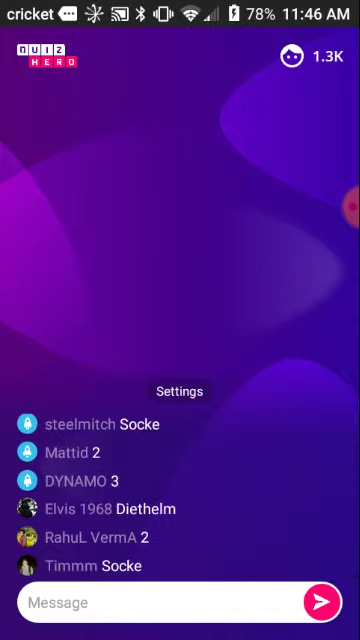 cricket 78% 11:46 AM
QUIZ
HERO
1.3K
Settings
steelmitch Socke
Mattid 2
DYNAMO 3
Elvis 1968 Diethelm
RahuL VermA 2
Timmm Socke
Message